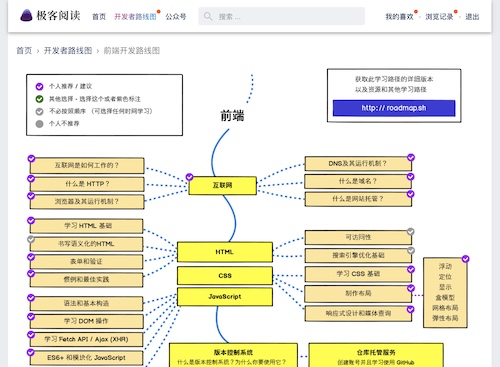 极客阅读 首页 开发者路线图 公众号 搜索 ... 我的喜欢 · 浏览记录 · 退出
首页 › 开发者路线图 › 前端开发路线图
个人推荐 / 建议
其他选择 - 选择这个或者紫色标注
不必按照顺序 （可选择任何时间学习）
个人不推荐
前端
获取此学习路径的详细版本
以及资源和其他学习路径
http:// roadmap.sh
互联网是如何工作的？
什么是 HTTP？
浏览器及其运行机制？
互联网
DNS及其运行机制？
什么是域名？
什么是网站托管？
学习 HTML 基础
书写语义化的HTML
表单和验证
惯例和最佳实践
HTML
CSS
JavaScript
可访问性
搜索引擎优化基础
学习 CSS 基础
制作布局
响应式设计和媒体查询
浮动
定位
显示
盒模型
网格布局
弹性布局
语法和基本构造
学习 DOM 操作
学习 Fetch API / Ajax (XHR)
ES6+ 和模块化 JavaScript
版本控制系统
什么是版本控制系统？为什么你要使用它？
仓库托管服务
创建账号并且学习使用 GitHub